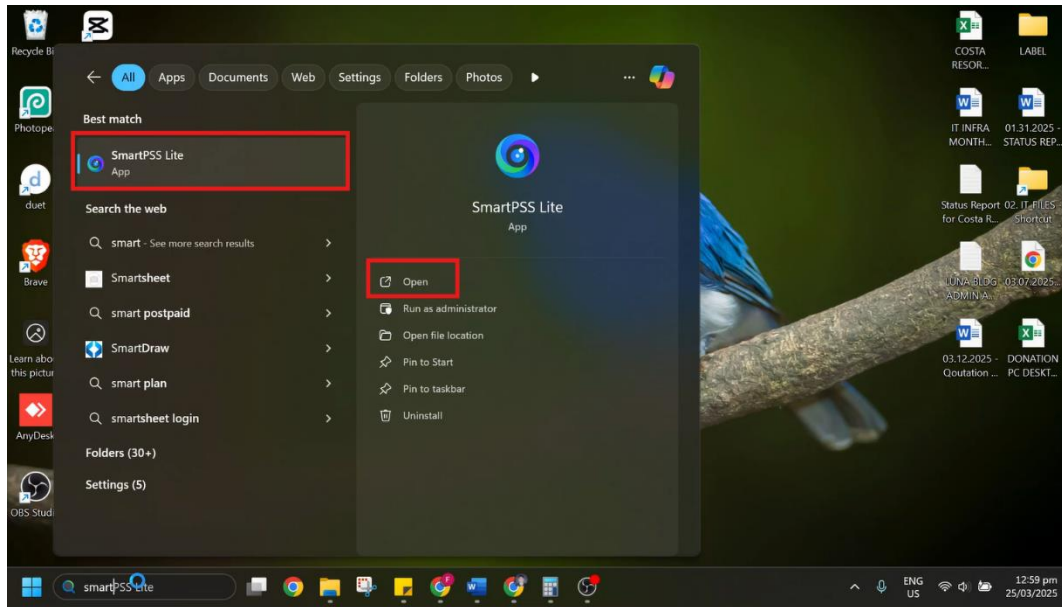 Recycle Bi
All
Apps
Documents
Web
Settings
Folders
Photos
Best match
SmartPSS Lite
App
Search the web
smart - See more search results
Smartsheet
smart postpaid
SmartDraw
smart plan
smartsheet login
Folders (30+)
Settings (5)
SmartPSS Lite
App
Open
Run as administrator
Open file location
Pin to Start
Pin to taskbar
Uninstall
Photope
duet
Brave
Learn abo
this pictur
AnyDesk
OBS Studi
COSTA
RESOR...
LABEL
IT INFRA
MONTH...
01.31.2025 -
STATUS REP...
Status Report
for Costa R...
02. IT-FILES -
Shortcut
LUNA BLDG
ADMIN A...
03.07.2025...
03.12.2025 -
Qoutation ...
DONATION
PC DESKT...
smartPSS Lite
ENG
US
12:59 pm
25/03/2025